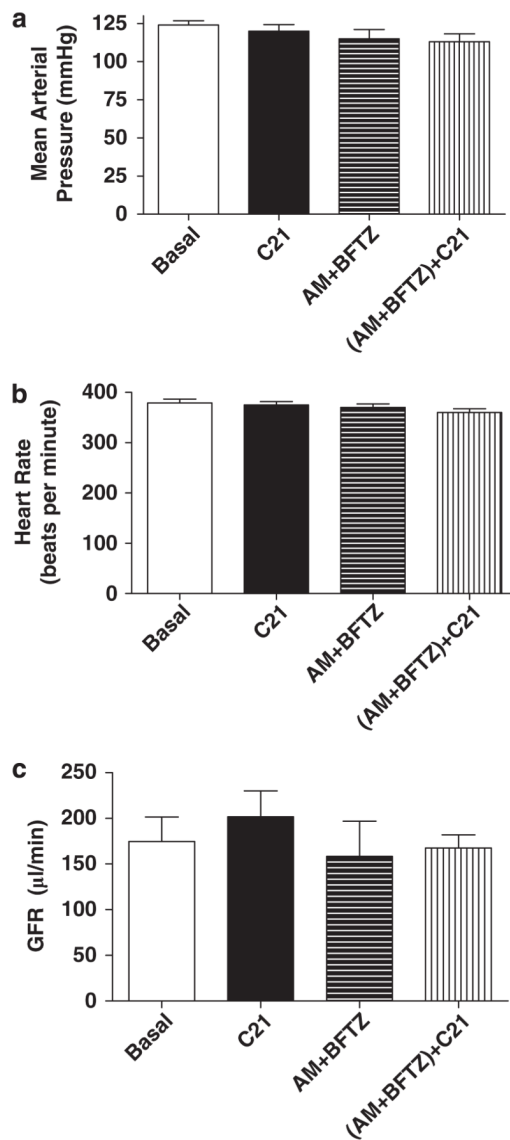 a
Mean Arterial
Pressure (mmHg)
125
100
75
50
25
0
Basal
C21
AM+BFTZ
(AM+BFTZ)+C21
b
Heart Rate
(beats per minute)
400
300
200
100
0
Basal
C21
AM+BFTZ
(AM+BFTZ)+C21
c
GFR (µl/min)
250
200
150
100
50
0
Basal
C21
AM+BFTZ
(AM+BFTZ)+C21